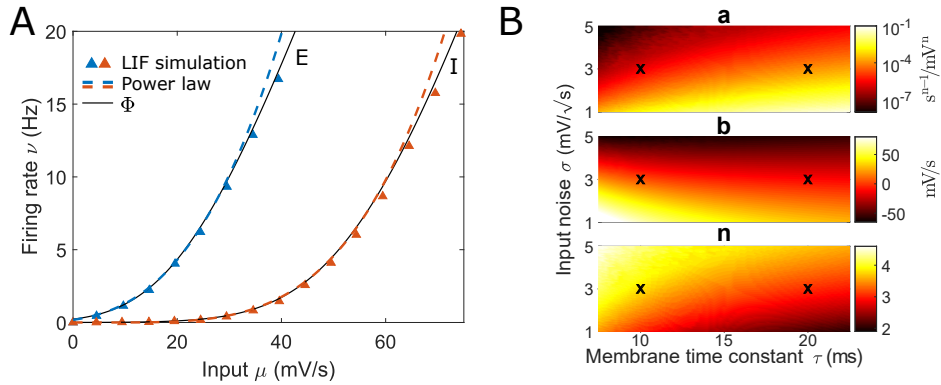 A
Firing rate ν (Hz)
20
15
10
5
0
LIF simulation
Power law
Φ
E
I
0 20 40 60
Input μ (mV/s)
B
Input noise σ (mV/√s)
a
5
3
1
x x
10⁻¹
10⁻⁴
10⁻⁷
sⁿ⁻¹/mVⁿ
b
5
3
1
x x
50
0
-50
mV/s
n
5
3
1
x x
4
3
2
10 15 20
Membrane time constant τ (ms)